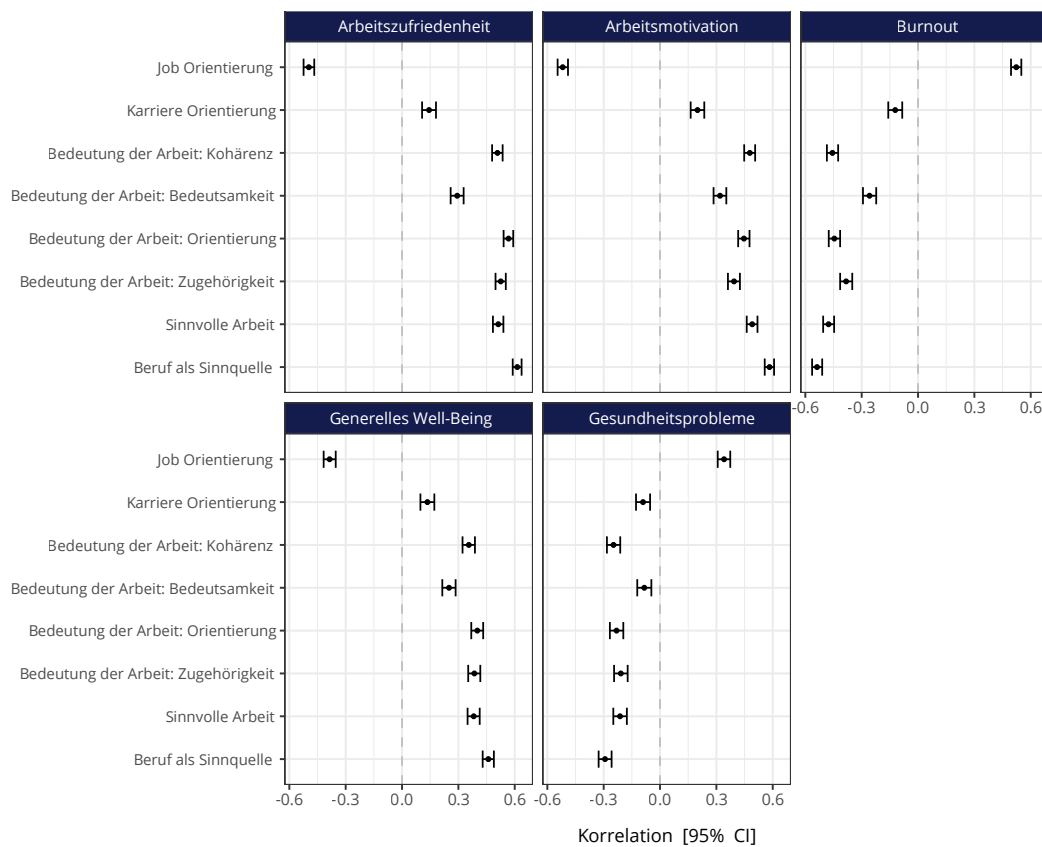 Arbeitszufriedenheit
Arbeitsmotivation
Burnout
Job Orientierung
Karriere Orientierung
Bedeutung der Arbeit: Kohärenz
Bedeutung der Arbeit: Bedeutsamkeit
Bedeutung der Arbeit: Orientierung
Bedeutung der Arbeit: Zugehörigkeit
Sinnvolle Arbeit
Beruf als Sinnquelle
-0.6 -0.3 0.0 0.3 0.6
Generelles Well-Being
Gesundheitsprobleme
Job Orientierung
Karriere Orientierung
Bedeutung der Arbeit: Kohärenz
Bedeutung der Arbeit: Bedeutsamkeit
Bedeutung der Arbeit: Orientierung
Bedeutung der Arbeit: Zugehörigkeit
Sinnvolle Arbeit
Beruf als Sinnquelle
-0.6 -0.3 0.0 0.3 0.6
-0.6 -0.3 0.0 0.3 0.6
Korrelation [95% CI]